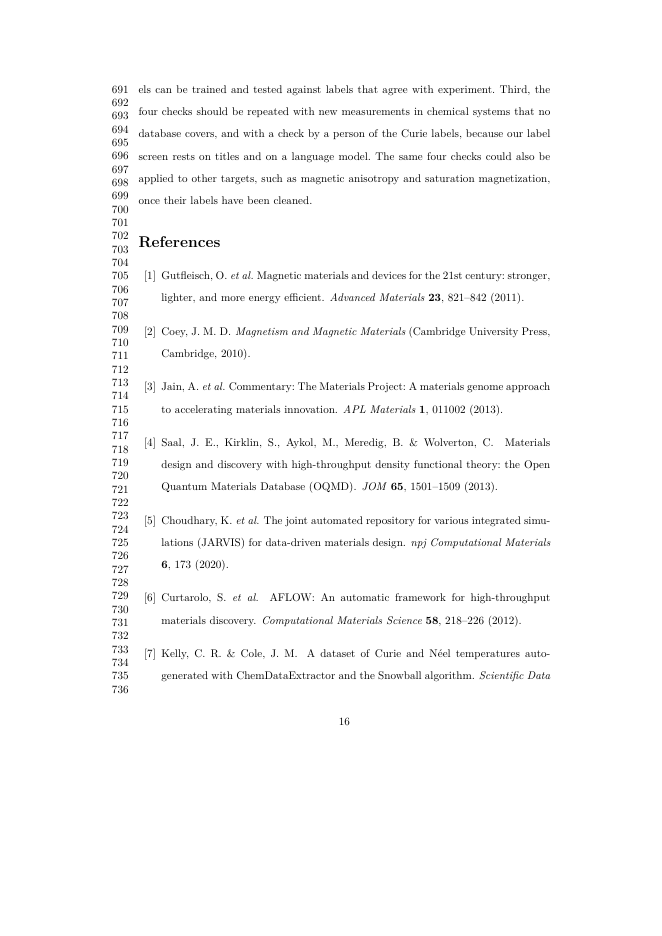 691 els can be trained and tested against labels that agree with experiment. Third, the
692
693 four checks should be repeated with new measurements in chemical systems that no
694 database covers, and with a check by a person of the Curie labels, because our label
695
696 screen rests on titles and on a language model. The same four checks could also be
697
698 applied to other targets, such as magnetic anisotropy and saturation magnetization,
699
700 once their labels have been cleaned.
701
702
703 References
704
705 [1] Gutfleisch, O. et al. Magnetic materials and devices for the 21st century: stronger,
706
707 lighter, and more energy efficient. Advanced Materials 23, 821–842 (2011).
708
709 [2] Coey, J. M. D. Magnetism and Magnetic Materials (Cambridge University Press,
710
711 Cambridge, 2010).
712
713 [3] Jain, A. et al. Commentary: The Materials Project: A materials genome approach
714
715 to accelerating materials innovation. APL Materials 1, 011002 (2013).
716
717
718 [4] Saal, J. E., Kirklin, S., Aykol, M., Meredig, B. & Wolverton, C. Materials
719 design and discovery with high-throughput density functional theory: the Open
720
721 Quantum Materials Database (OQMD). JOM 65, 1501–1509 (2013).
722
723 [5] Choudhary, K. et al. The joint automated repository for various integrated simu-
724
725 lations (JARVIS) for data-driven materials design. npj Computational Materials
726
727 6, 173 (2020).
728
729 [6] Curtarolo, S. et al. AFLOW: An automatic framework for high-throughput
730
731 materials discovery. Computational Materials Science 58, 218–226 (2012).
732
733 [7] Kelly, C. R. & Cole, J. M. A dataset of Curie and Néel temperatures auto-
734
735 generated with ChemDataExtractor and the Snowball algorithm. Scientific Data
736
16